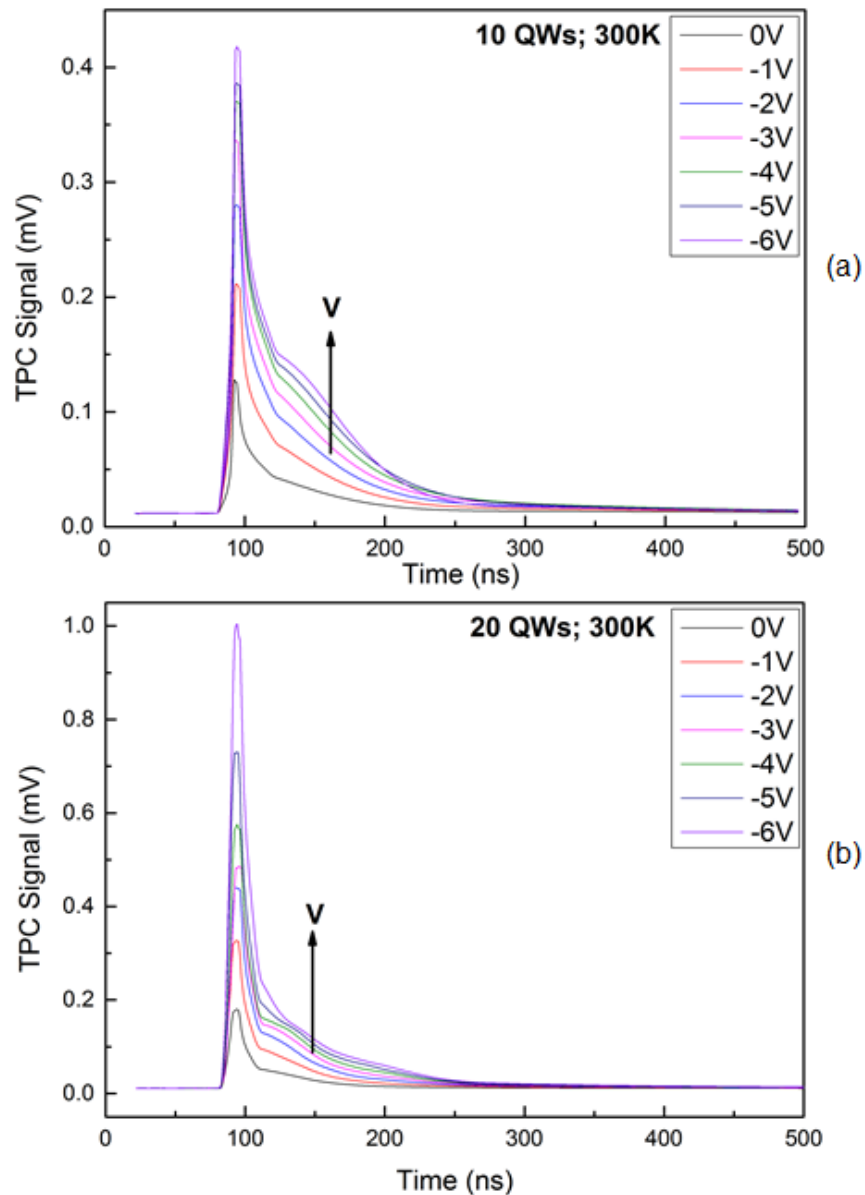 10 QWs; 300K
0V
-1V
-2V
-3V
-4V
-5V
-6V
(a)
V
TPC Signal (mV)
0.4
0.3
0.2
0.1
0.0
0 100 200 300 400 500
Time (ns)
20 QWs; 300K
0V
-1V
-2V
-3V
-4V
-5V
-6V
(b)
V
TPC Signal (mV)
1.0
0.8
0.6
0.4
0.2
0.0
0 100 200 300 400 500
Time (ns)